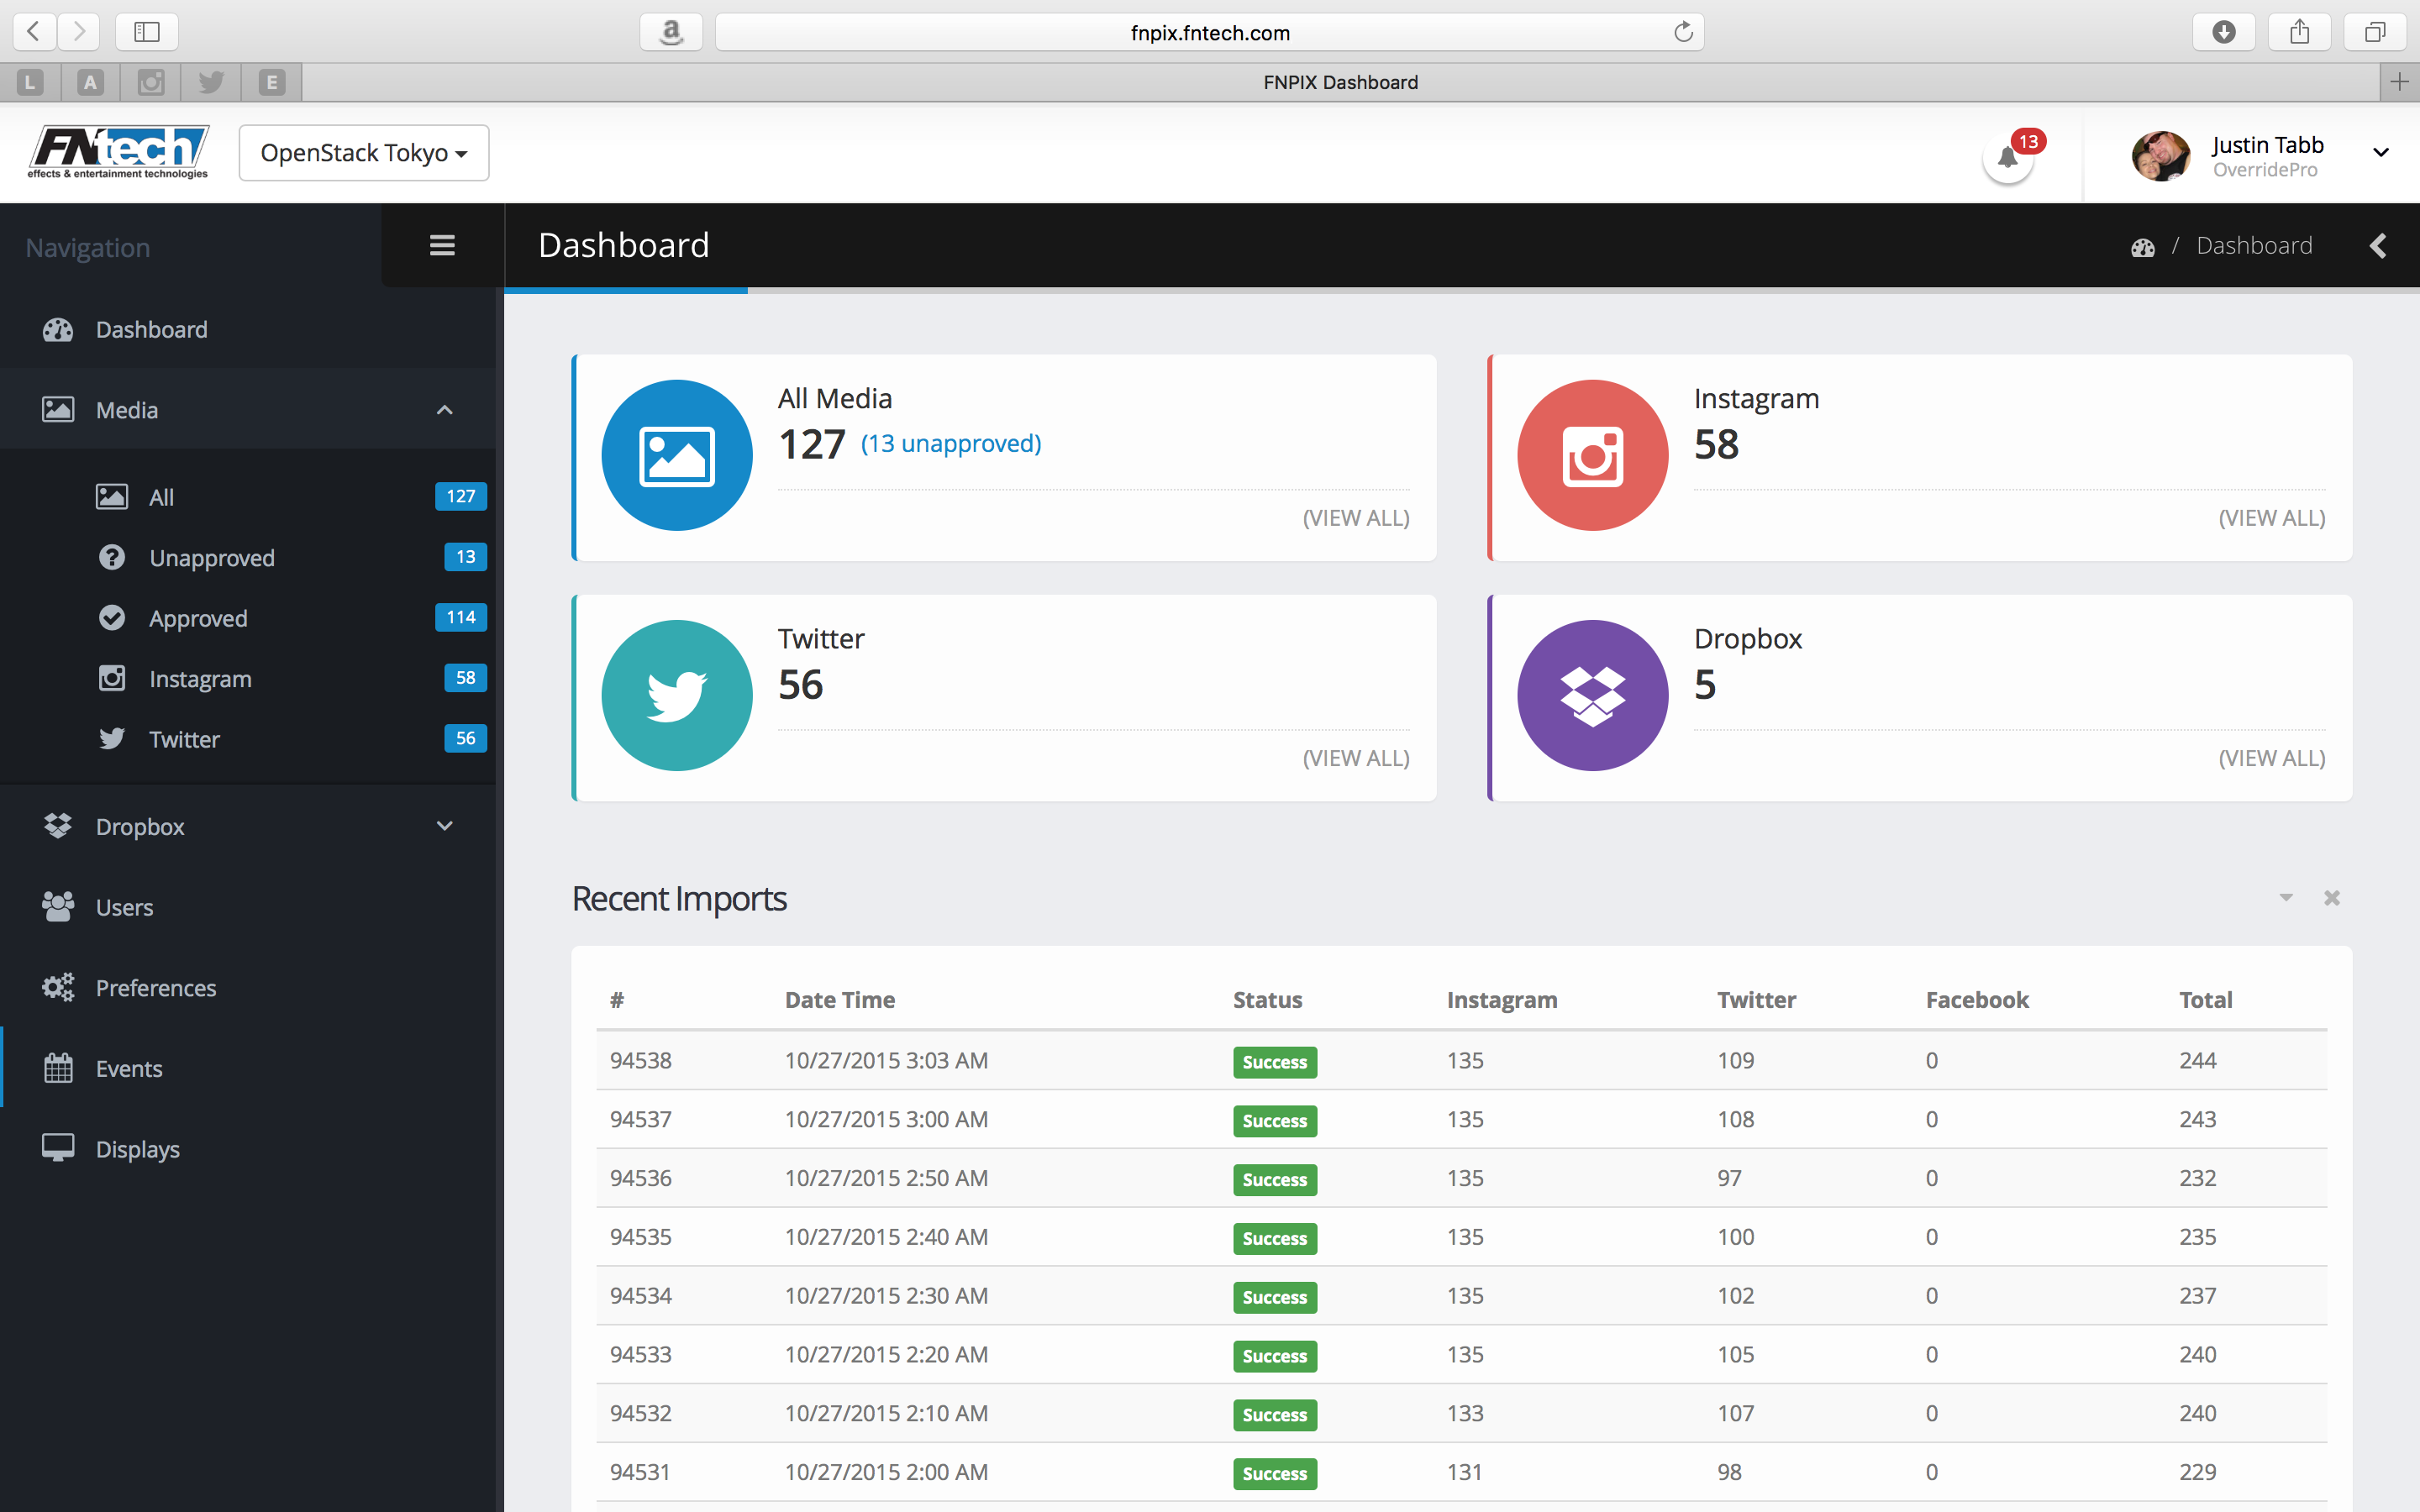 fnpix.fntech.com
L A E FNPIX Dashboard
FNtech
effects & entertainment technologies
OpenStack Tokyo
13
Justin Tabb
OverridePro
Navigation
Dashboard
/ Dashboard
Dashboard
Media
All 127
Unapproved 13
Approved 114
Instagram 58
Twitter 56
Dropbox
Users
Preferences
Events
Displays
All Media
127 (13 unapproved)
(VIEW ALL)
Instagram
58
(VIEW ALL)
Twitter
56
(VIEW ALL)
Dropbox
5
(VIEW ALL)
Recent Imports
# Date Time Status Instagram Twitter Facebook Total
94538 10/27/2015 3:03 AM Success 135 109 0 244
94537 10/27/2015 3:00 AM Success 135 108 0 243
94536 10/27/2015 2:50 AM Success 135 97 0 232
94535 10/27/2015 2:40 AM Success 135 100 0 235
94534 10/27/2015 2:30 AM Success 135 102 0 237
94533 10/27/2015 2:20 AM Success 135 105 0 240
94532 10/27/2015 2:10 AM Success 133 107 0 240
94531 10/27/2015 2:00 AM Success 131 98 0 229